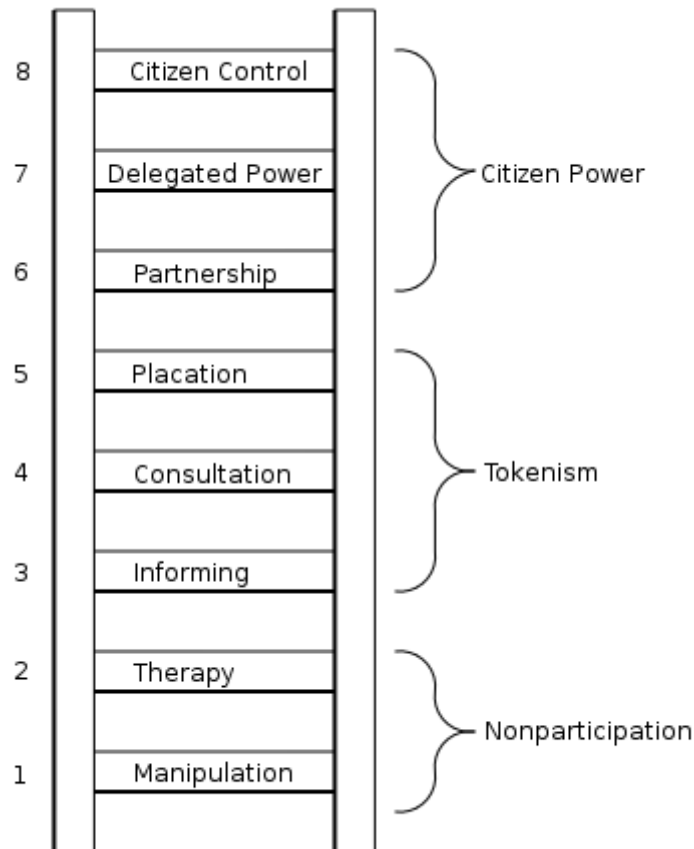 8 Citizen Control
7 Delegated Power Citizen Power
6 Partnership
5 Placation
4 Consultation Tokenism
3 Informing
2 Therapy
Nonparticipation
1 Manipulation